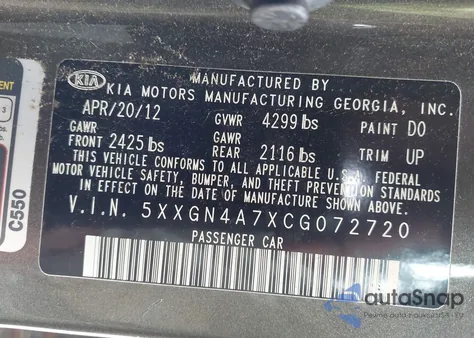 MANUFACTURED BY
KIA KIA MOTORS MANUFACTURING GEORGIA, INC.
APR/20/12 GVWR 4299 lbs PAINT D0
GAWR GAWR
FRONT 2425 lbs REAR 2116 lbs TRIM UP
THIS VEHICLE CONFORMS TO ALL APPLICABLE U.S.A. FEDERAL
MOTOR VEHICLE SAFETY, BUMPER, AND THEFT PREVENTION STANDARDS
IN EFFECT ON THE DATE OF MANUFACTURE SHOWN ABOVE.
V.I.N. 5XXGN4A7XCG072720
PASSENGER CAR
C550
autoSnap